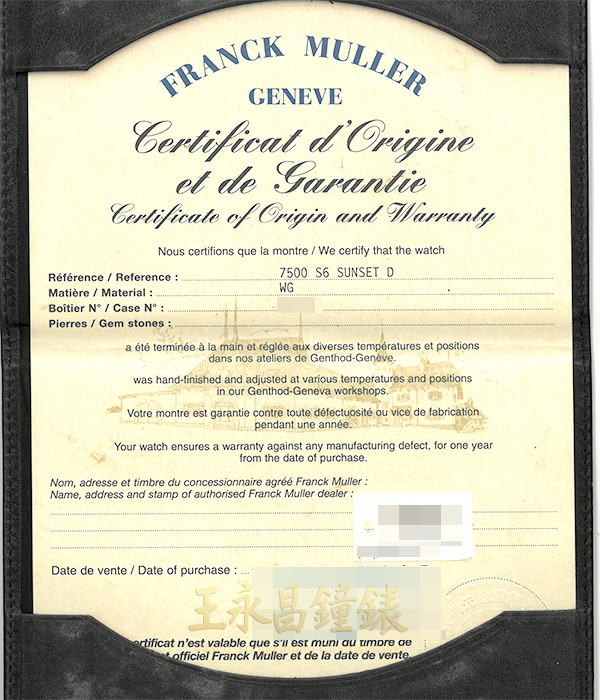 FRANCK MULLER
GENEVE
Certificat d'Origine
et de Garantie
Certificate of Origin and Warranty
Nous certifions que la montre / We certify that the watch
Référence / Reference : 7500 S6 SUNSET D
Matière / Material : WG
Boîtier N° / Case N° :
Pierres / Gem stones :
a été terminée à la main et réglée aux diverses températures et positions
dans nos ateliers de Genthod-Genève.
was hand-finished and adjusted at various temperatures and positions
in our Genthod-Geneva workshops.
Votre montre est garantie contre toute défectuosité ou vice de fabrication
pendant une année.
Your watch ensures a warranty against any manufacturing defect, for one year
from the date of purchase.
Nom, adresse et timbre du concessionaire agréé Franck Muller :
Name, address and stamp of authorised Franck Muller dealer :
Date de vente / Date of purchase :
王永昌鐘錶
ertificat n'est valable que s'il est muni du timbre de
t officiel Franck Muller et de la date de vente.